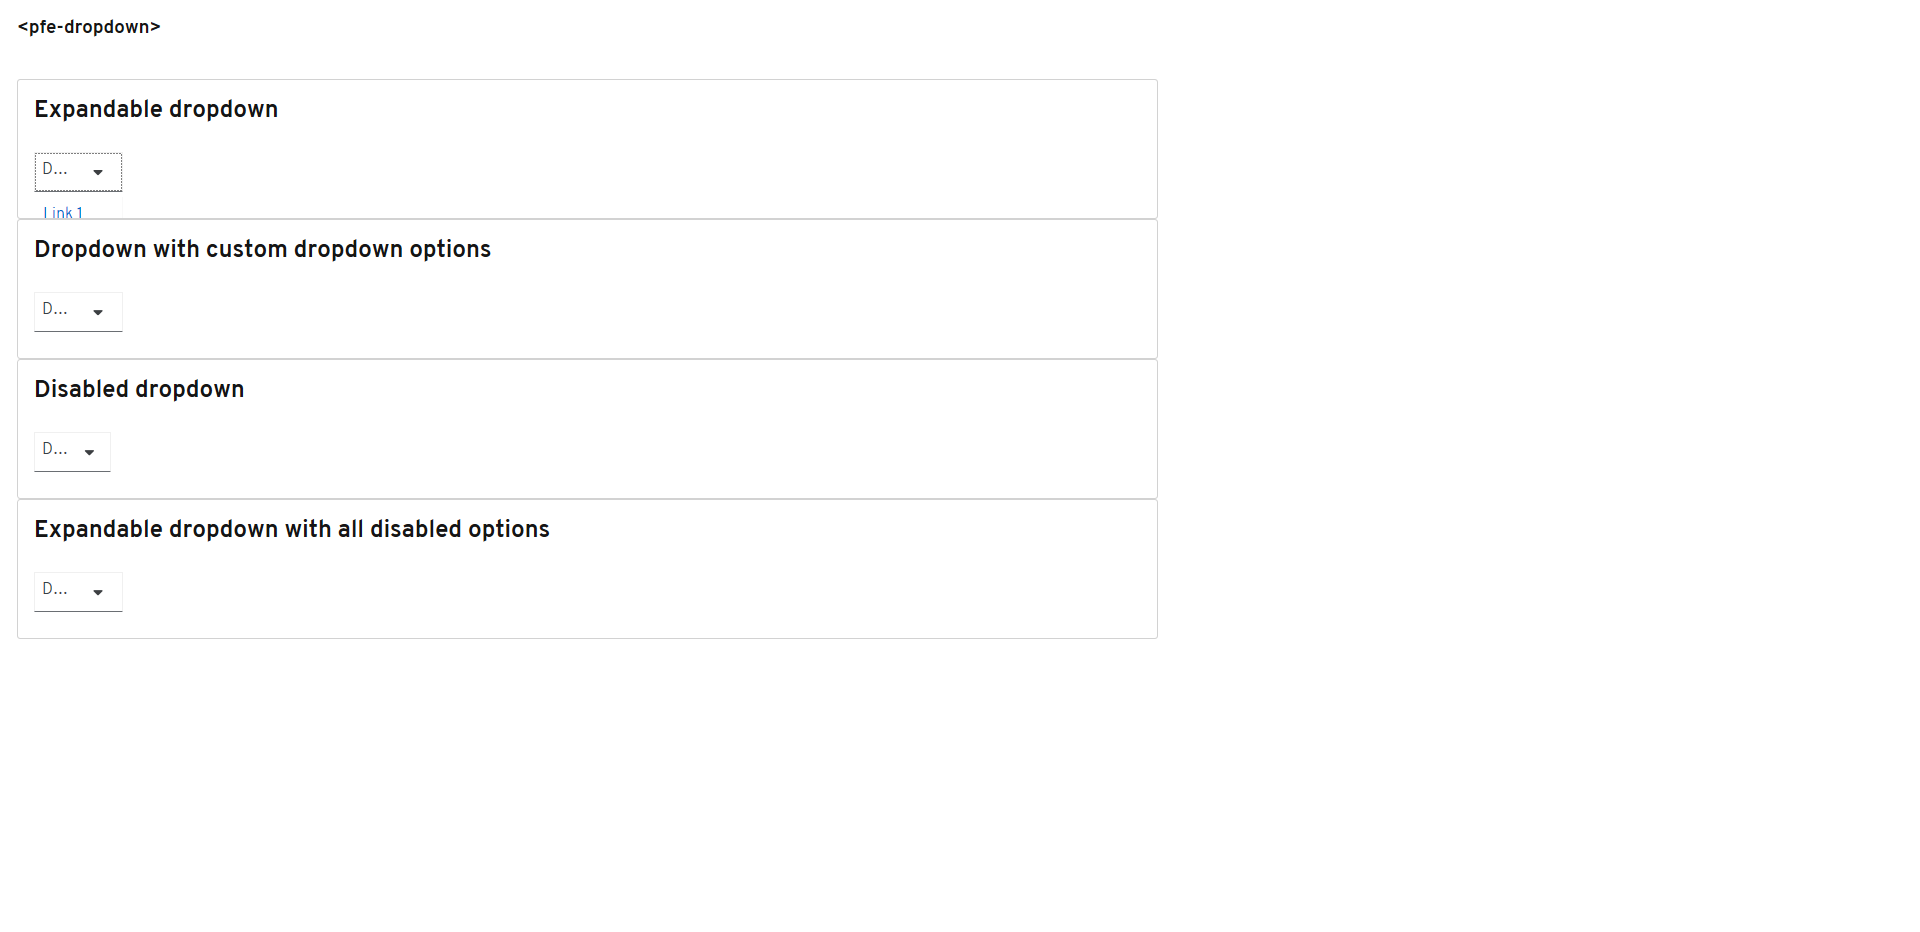 <pfe-dropdown>
Expandable dropdown
D...
Link 1
Dropdown with custom dropdown options
D...
Disabled dropdown
D...
Expandable dropdown with all disabled options
D...